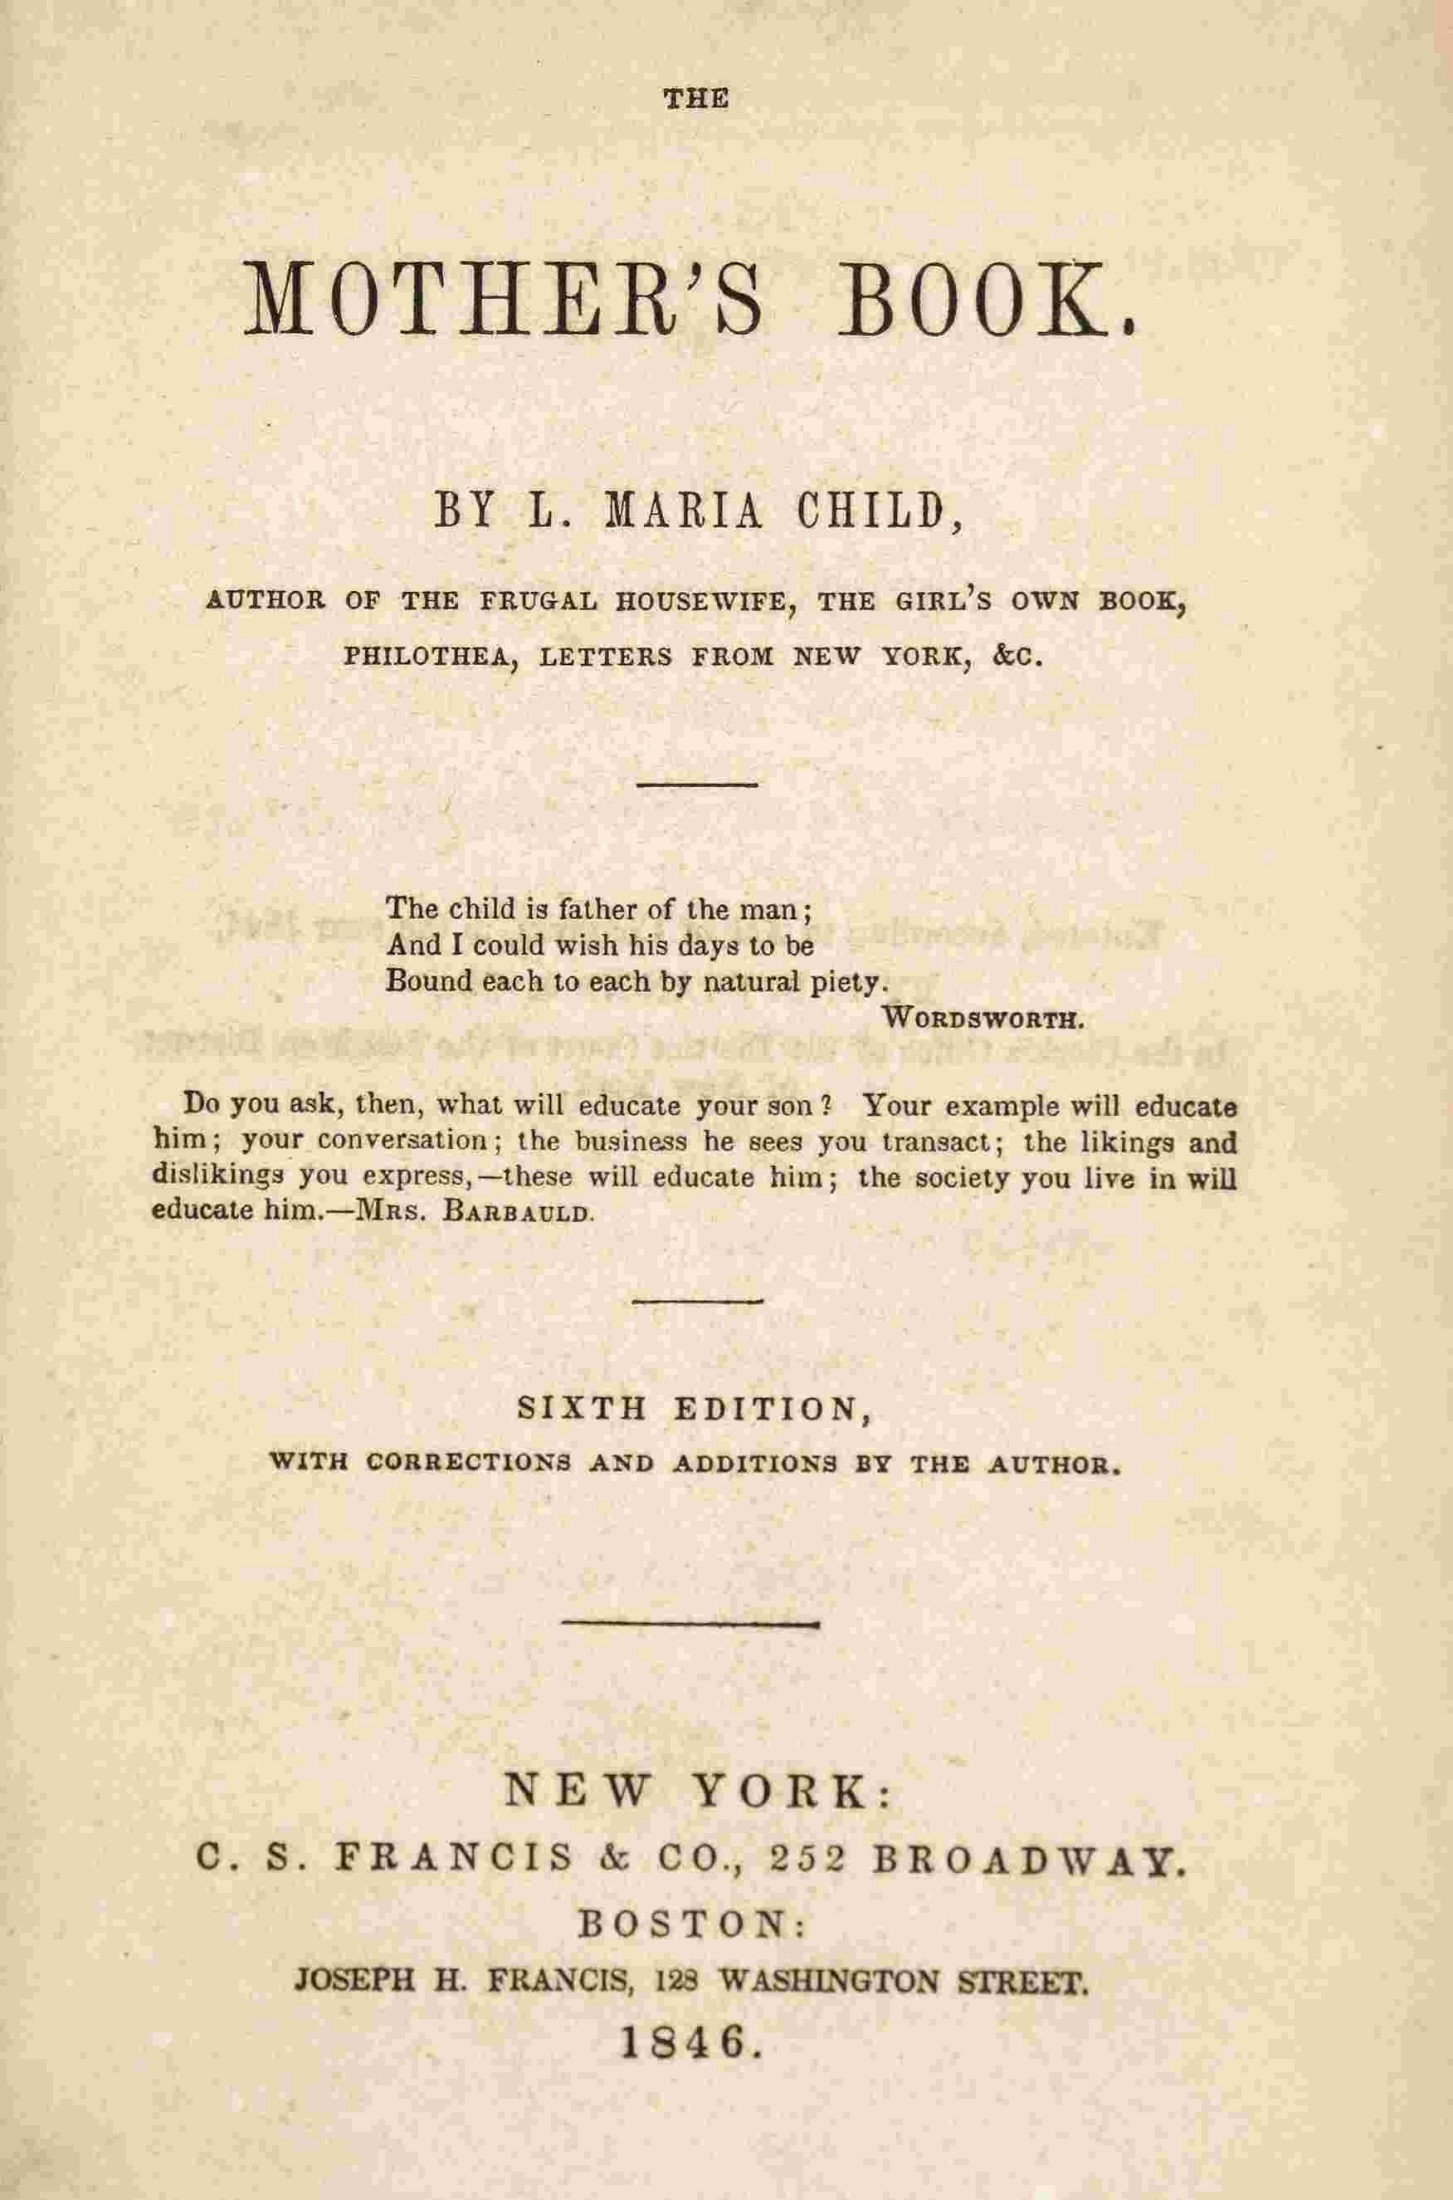 THE
MOTHER'S BOOK.
BY L. MARIA CHILD,
AUTHOR OF THE FRUGAL HOUSEWIFE, THE GIRL'S OWN BOOK,
PHILOTHEA, LETTERS FROM NEW YORK, &C.
The child is father of the man;
And I could wish his days to be
Bound each to each by natural piety.
WORDSWORTH.
Do you ask, then, what will educate your son? Your example will educate
him; your conversation; the business he sees you transact; the likings and
dislikings you express,—these will educate him; the society you live in will
educate him.—MRS. BARBAULD.
SIXTH EDITION,
WITH CORRECTIONS AND ADDITIONS BY THE AUTHOR.
NEW YORK:
C. S. FRANCIS & CO., 252 BROADWAY.
BOSTON:
JOSEPH H. FRANCIS, 128 WASHINGTON STREET.
1846.